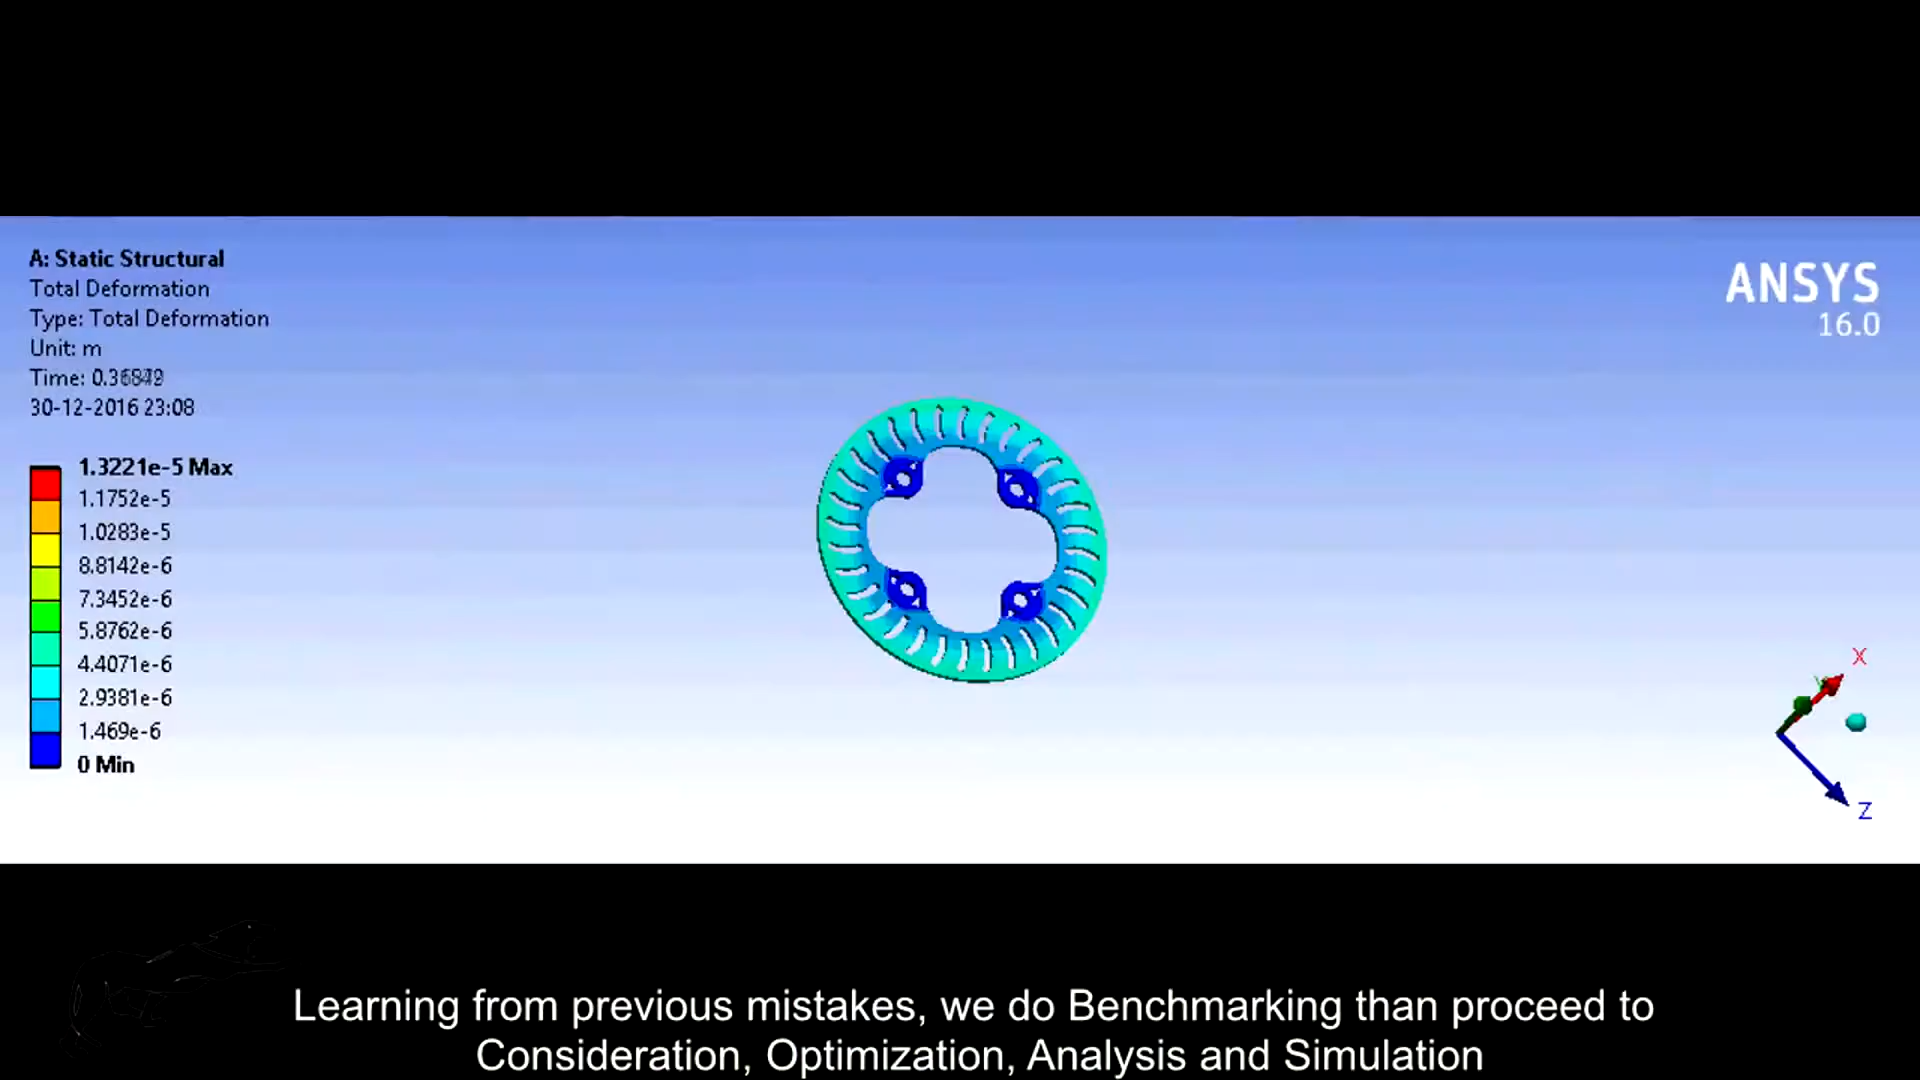 A: Static Structural
Total Deformation
Type: Total Deformation
Unit: m
30-12-2016 23:08
1.3221e-5 Max
1.1752e-5
1.0283e-5
8.8142e-6
7.3452e-6
5.8762e-6
4.4071e-6
2.9381e-6
1.469e-6
0 Min
ANSYS
16.0
X
Z
Learning from previous mistakes, we do Benchmarking than proceed to
Consideration, Optimization, Analysis and Simulation